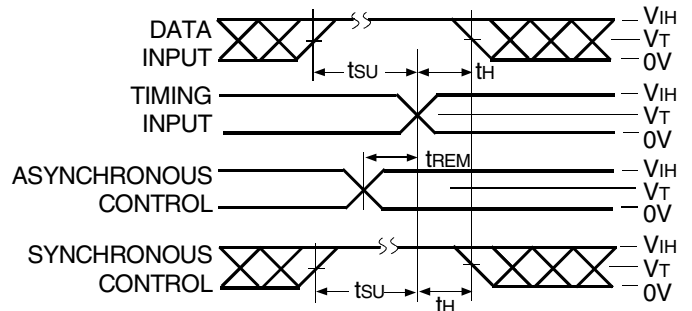 DATA
INPUT
tSU
tH
VIH
VT
0V
TIMING
INPUT
VIH
VT
0V
tREM
ASYNCHRONOUS
CONTROL
VIH
VT
0V
SYNCHRONOUS
CONTROL
tSU
tH
VIH
VT
0V